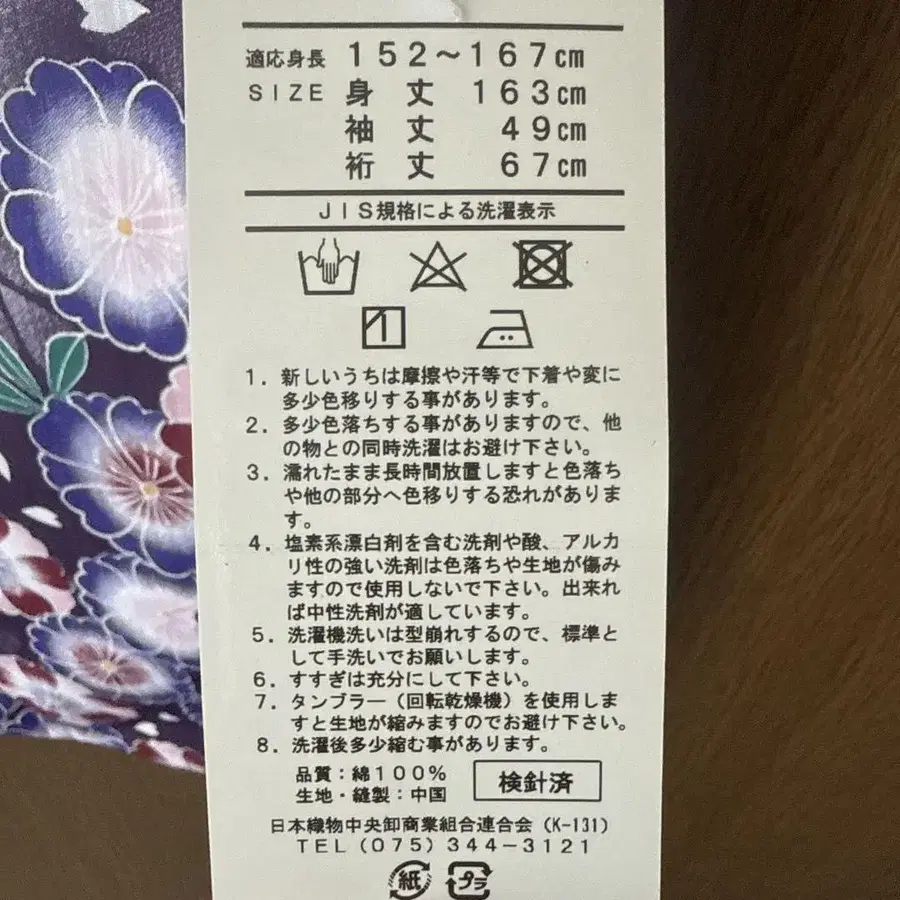 適応身長 152～167cm
SIZE 身丈 163cm
袖丈 49cm
裄丈 67cm
JIS規格による洗濯表示
1．新しいうちは摩擦や汗等で下着や変に
多少色移りする事があります。
2．多少色落ちする事がありますので、他
の物との同時洗濯はお避け下さい。
3．濡れたまま長時間放置しますと色落ち
や他の部分へ色移りする恐れがありま
す。
4．塩素系漂白剤を含む洗剤や酸、アルカ
リ性の強い洗剤は色落ちや生地が傷み
ますので使用しないで下さい。出来れ
ば中性洗剤が適しています。
5．洗濯機洗いは型崩れするので、標準と
して手洗いでお願いします。
6．すすぎは充分にして下さい。
7．タンブラー（回転乾燥機）を使用しま
すと生地が縮みますのでお避け下さい。
8．洗濯後多少縮む事があります。
品質：綿100％ 検針済
生地・縫製：中国
日本織物中央卸商業組合連合会（K-131）
TEL（075）344－3121
紙 プラ